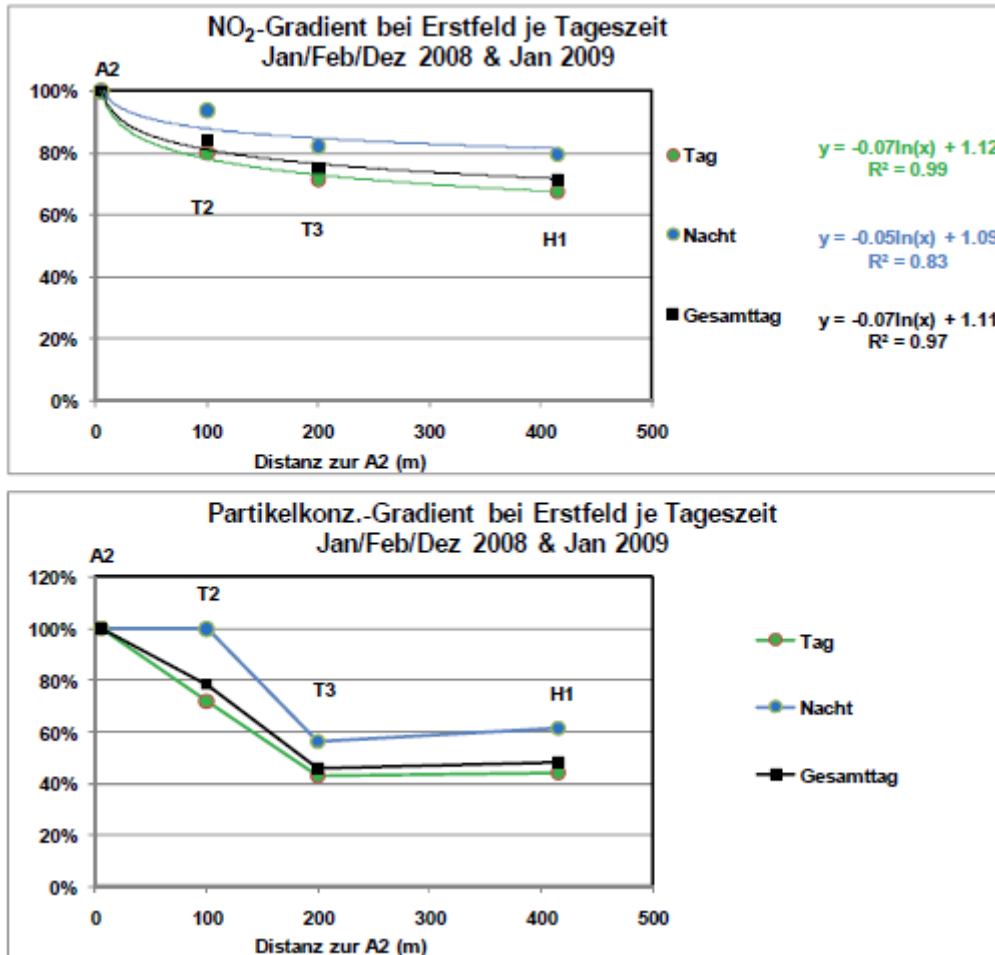 NO₂-Gradient bei Erstfeld je Tageszeit
Jan/Feb/Dez 2008 & Jan 2009
A2
100%
80%
60%
40%
20%
0%
T2
T3
H1
0 100 200 300 400 500
Distanz zur A2 (m)
Tag
y = -0.07ln(x) + 1.12
R² = 0.99
Nacht
y = -0.05ln(x) + 1.09
R² = 0.83
Gesamttag
y = -0.07ln(x) + 1.11
R² = 0.97
Partikelkonz.-Gradient bei Erstfeld je Tageszeit
Jan/Feb/Dez 2008 & Jan 2009
A2
120%
100%
80%
60%
40%
20%
0%
T2
T3
H1
0 100 200 300 400 500
Distanz zur A2 (m)
Tag
Nacht
Gesamttag